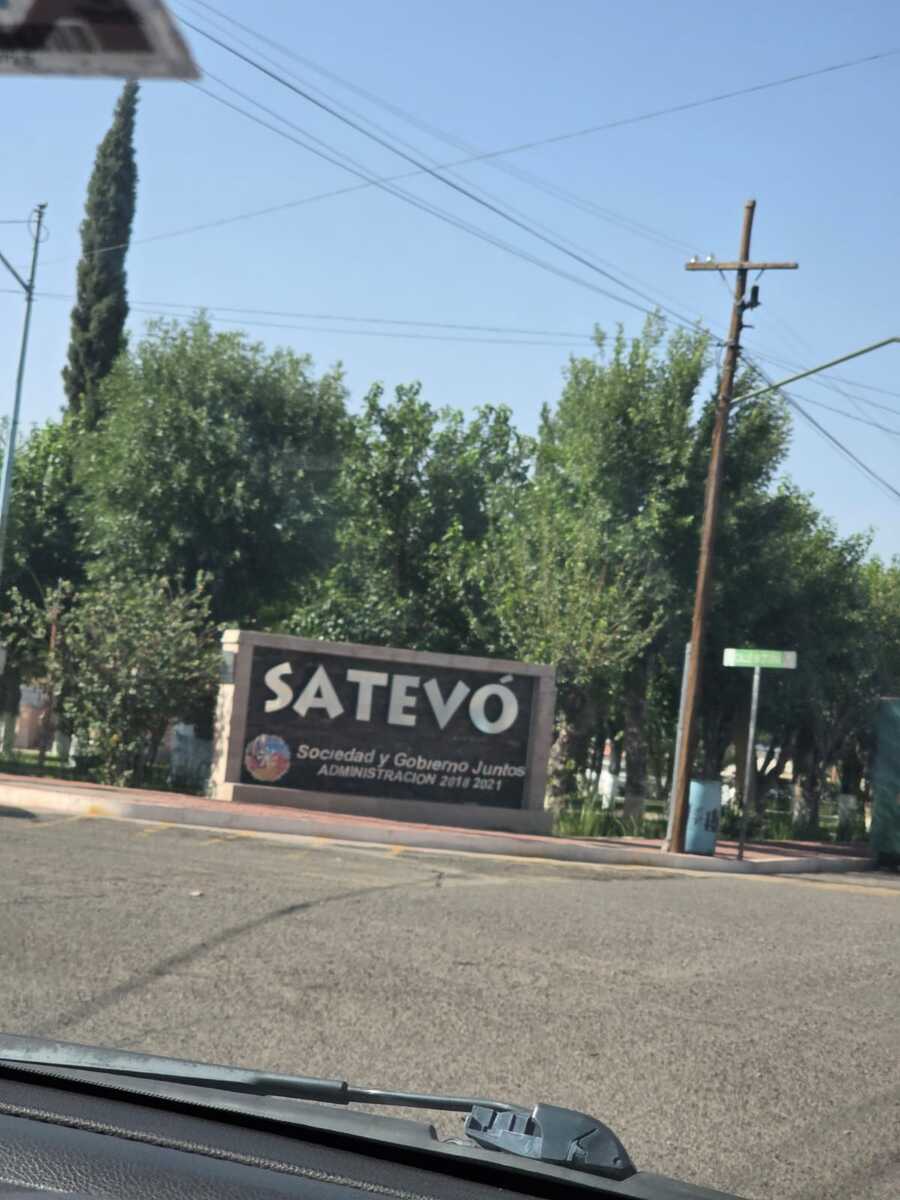 SATEVÓ
Sociedad y Gobierno Juntos
ADMINISTRACION 2018 2021